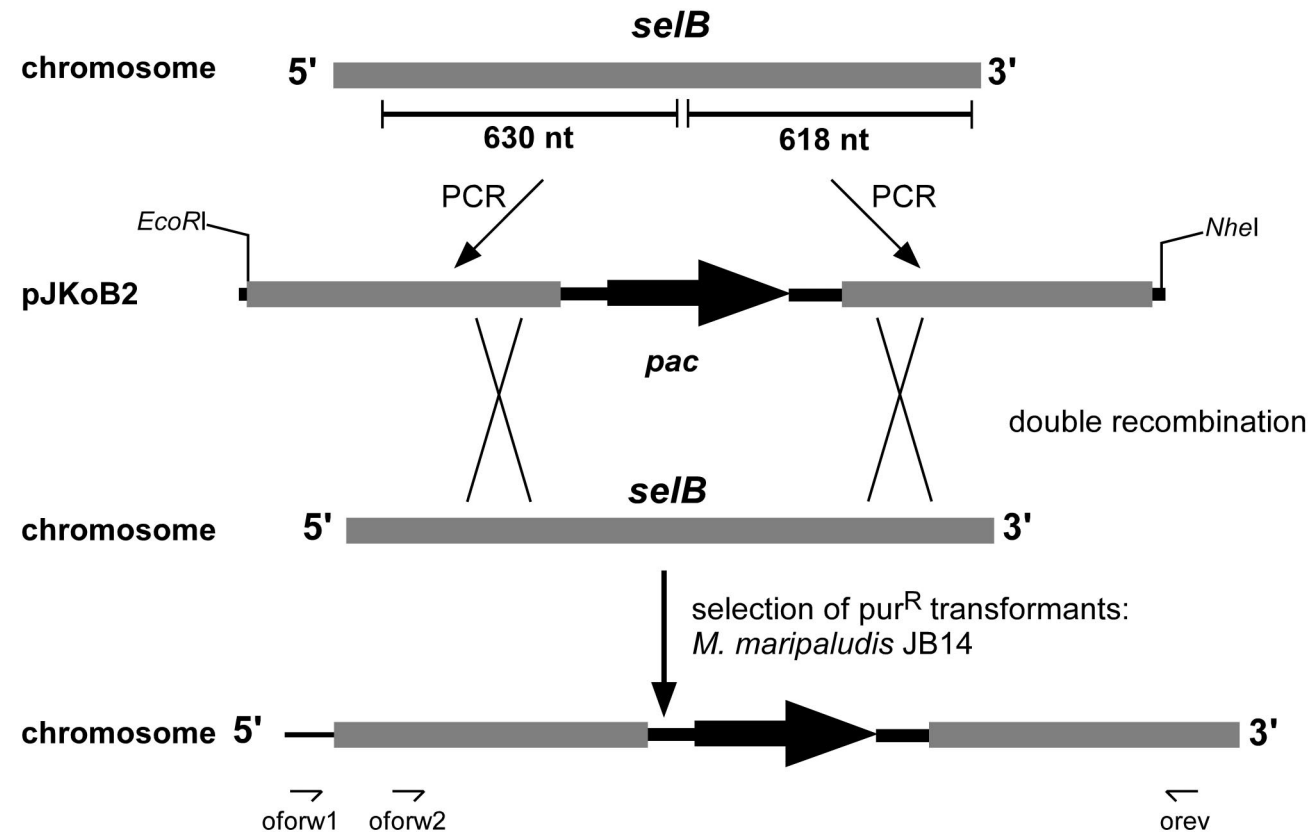 selB
chromosome 5' 3'
630 nt 618 nt
PCR PCR
EcoRI NheI
pJKoB2
pac
double recombination
selB
chromosome 5' 3'
selection of purR transformants:
M. maripaludis JB14
chromosome 5' 3'
oforw1 oforw2 orev